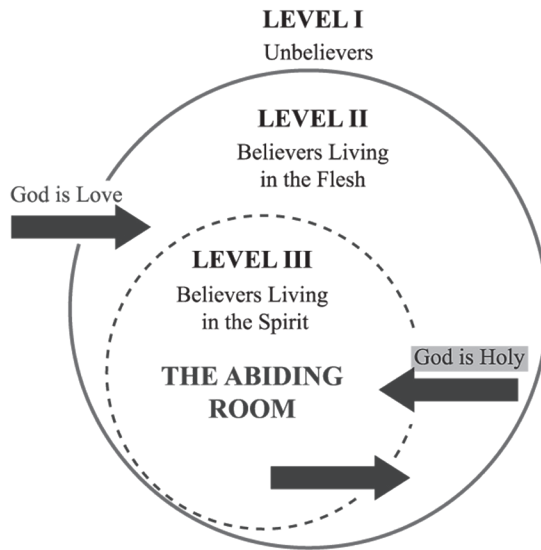 LEVEL I
Unbelievers
LEVEL II
Believers Living
in the Flesh
God is Love
LEVEL III
Believers Living
in the Spirit
God is Holy
THE ABIDING
ROOM